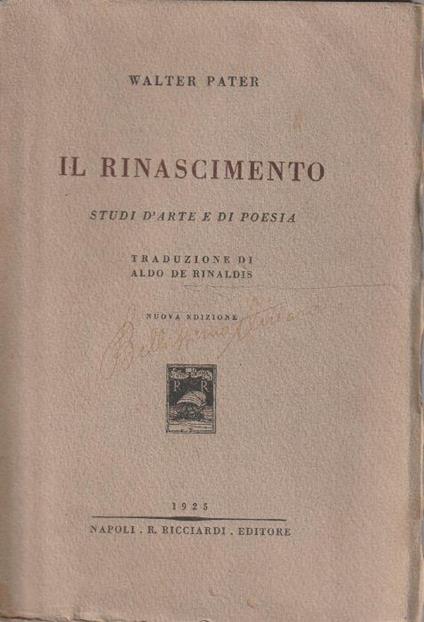 WALTER PATER
IL RINASCIMENTO
STUDI D'ARTE E DI POESIA
TRADUZIONE DI
ALDO DE RINALDIS
NUOVA EDIZIONE
R R
1925
NAPOLI . R. RICCIARDI . EDITORE